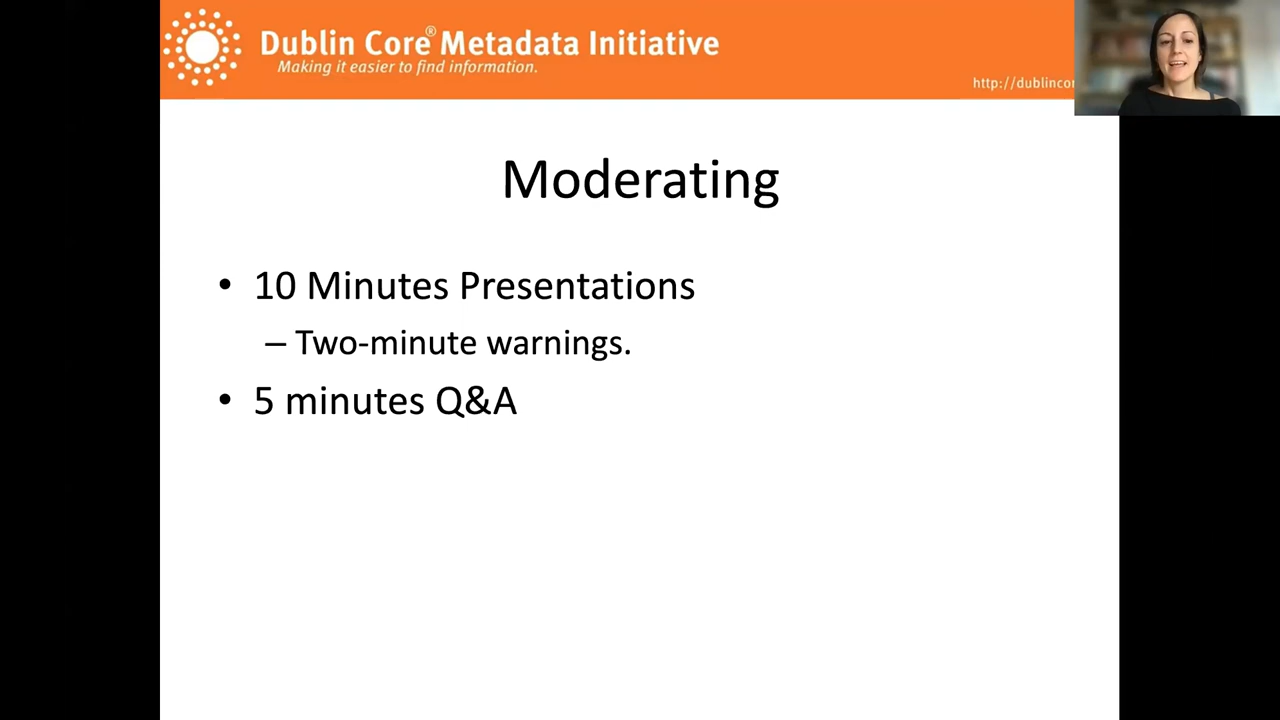 Dublin Core® Metadata Initiative
Making it easier to find information.
http://dublincor
Moderating
• 10 Minutes Presentations
– Two-minute warnings.
• 5 minutes Q&A